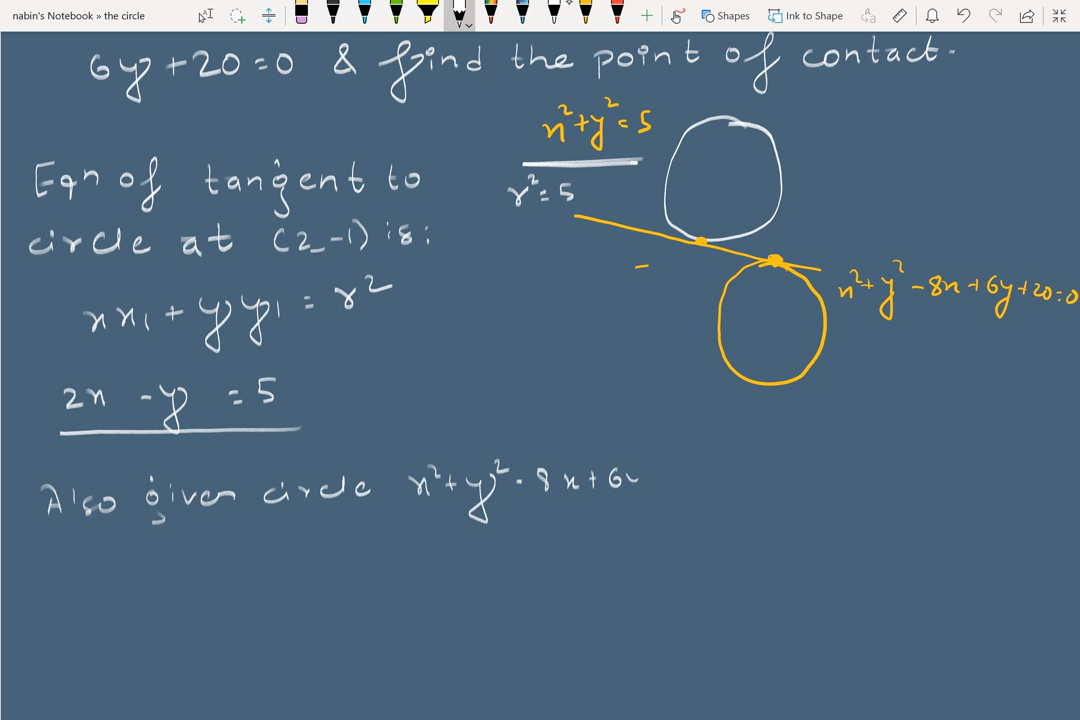 nabin's Notebook » the circle
Shapes
Ink to Shape
6y+20=0 & find the point of contact.
x²+y²=5
r²=5
Eqn of tangent to
circle at (2,-1) is:
xx₁ + yy₁ = r²
2x -y = 5
x²+y²-8x+6y+20=0
Also given circle x²+y²-8x+6